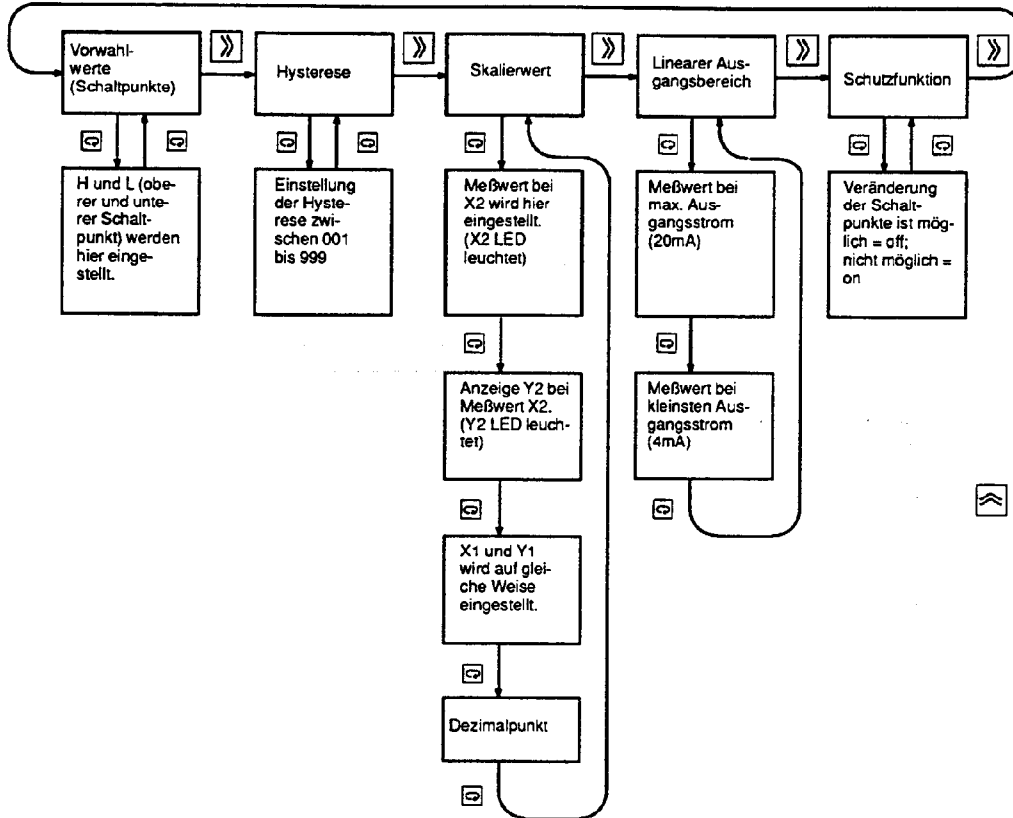 Vorwahl-
werte
(Schaltpunkte)
Hysterese
Skalierwert
Linearer Aus-
gangsbereich
Schutzfunktion
H und L (obe-
rer und unte-
rer Schalt-
punkt) werden
hier einge-
stellt.
Einstellung
der Hyste-
rese zwi-
schen 001
bis 999
Meßwert bei
X2 wird hier
eingestellt.
(X2 LED
leuchtet)
Meßwert bei
max. Aus-
gangsstrom
(20mA)
Veränderung
der Schalt-
punkte ist mög-
lich = off;
nicht möglich =
on
Anzeige Y2 bei
Meßwert X2.
(Y2 LED leuch-
tet)
Meßwert bei
kleinsten Aus-
gangsstrom
(4mA)
X1 und Y1
wird auf glei-
che Weise
eingestellt.
Dezimalpunkt